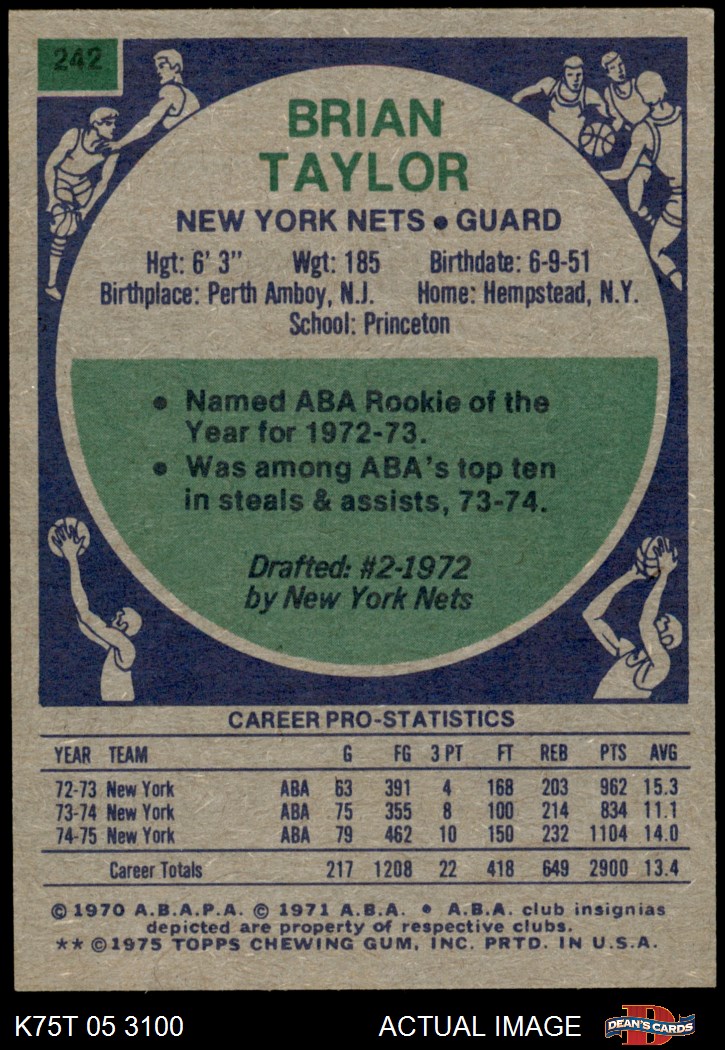 242
BRIAN
TAYLOR
NEW YORK NETS • GUARD
Hgt: 6' 3" Wgt: 185 Birthdate: 6-9-51
Birthplace: Perth Amboy, N.J. Home: Hempstead, N.Y.
School: Princeton
• Named ABA Rookie of the
Year for 1972-73.
• Was among ABA's top ten
in steals & assists, 73-74.
Drafted: #2-1972
by New York Nets
CAREER PRO-STATISTICS
YEAR TEAM G FG 3 PT FT REB PTS AVG
72-73 New York ABA 63 391 4 168 203 962 15.3
73-74 New York ABA 75 355 8 100 214 834 11.1
74-75 New York ABA 79 462 10 150 232 1104 14.0
Career Totals 217 1208 22 418 649 2900 13.4
© 1970 A.B.A.P.A. © 1971 A.B.A. • A.B.A. club insignias
depicted are property of respective clubs.
** © 1975 TOPPS CHEWING GUM, INC. PRTD. IN U.S.A.
K75T 05 3100 ACTUAL IMAGE D DEAN'S CARDS